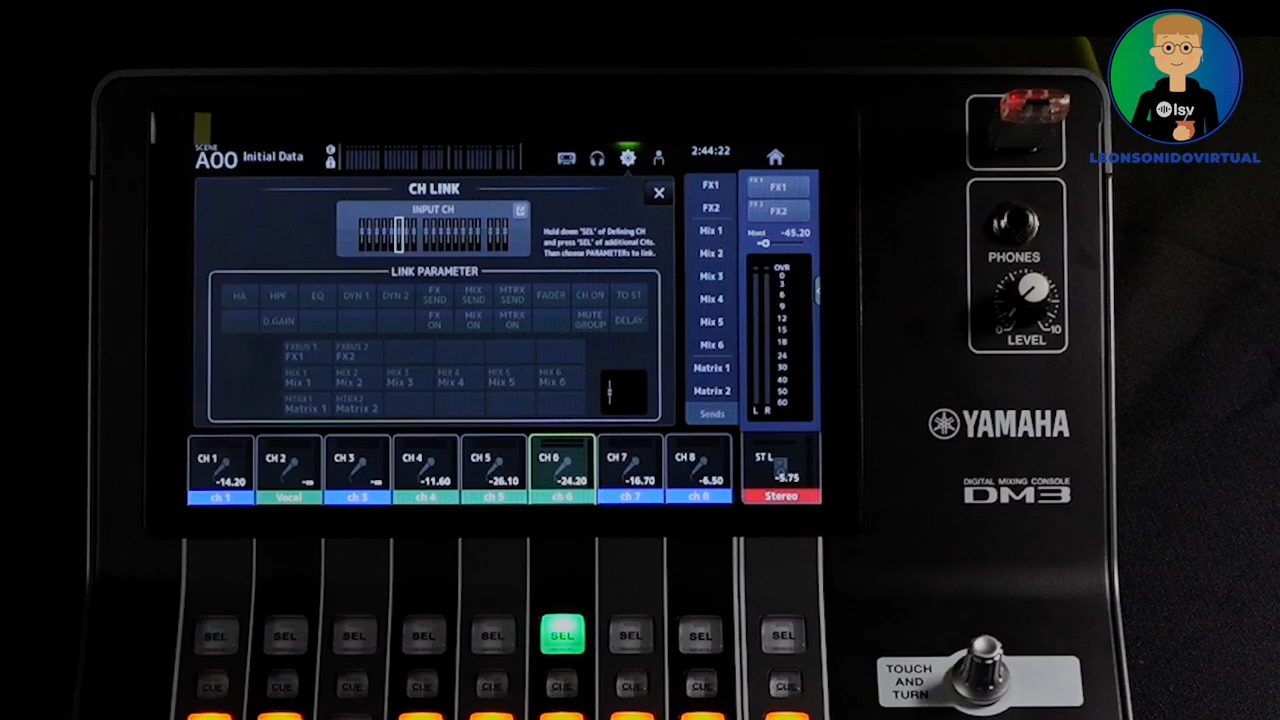 lsv
LEONSONIDOVIRTUAL
SCENE
A00 Initial Data
2:44:22
CH LINK
INPUT CH
Hold down "SEL" of Defining CH
and press "SEL" of additional CHs.
Then choose PARAMETERs to link.
LINK PARAMETER
HA HPF EQ DYN 1 DYN 2 FX SEND MIX SEND MTRX SEND FADER CH ON TO ST
D.GAIN FX ON MIX ON MTRX ON MUTE GROUP DELAY
FXBUS 1 FXBUS 2
FX1 FX2
MIX 1 MIX 2 MIX 3 MIX 4 MIX 5 MIX 6
Mix 1 Mix 2 Mix 3 Mix 4 Mix 5 Mix 6
MTRX1 MTRX2
Matrix 1 Matrix 2
FX1
FX2
Mix 1
Mix 2
Mix 3
Mix 4
Mix 5
Mix 6
Matrix 1
Matrix 2
Sends
FX 1
FX1
FX 2
FX2
Moni -45.20
OVR
0
3
6
9
12
15
18
24
30
40
50
60
L R
CH 1 CH 2 CH 3 CH 4 CH 5 CH 6 CH 7 CH 8 ST L
-14.20 -∞ -∞ -11.60 -26.10 -24.20 -16.70 -6.50 -5.75
ch 1 Vocal ch 3 ch 4 ch 5 ch 6 ch 7 ch 8 Stereo
PHONES
0 10
LEVEL
YAMAHA
DIGITAL MIXING CONSOLE
DM3
SEL SEL SEL SEL SEL SEL SEL SEL SEL
CUE CUE CUE CUE CUE CUE CUE CUE CUE
TOUCH
AND
TURN